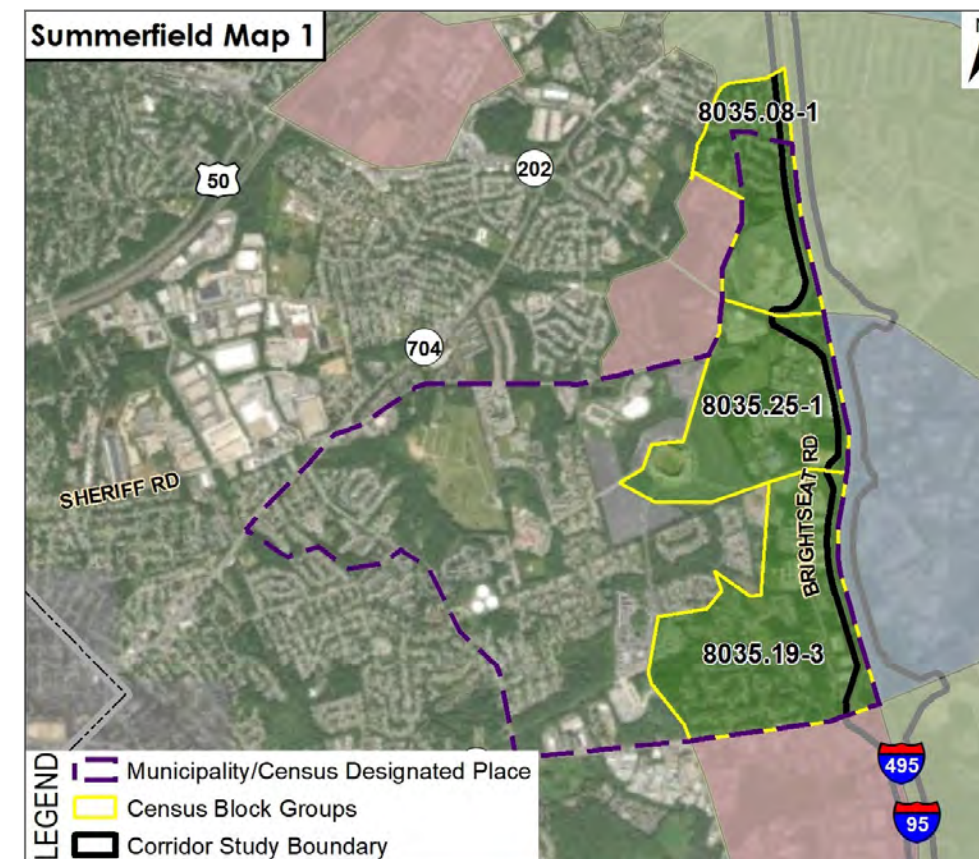 Summerfield Map 1
8035.08-1
202
50
704
8035.25-1
SHERIFF RD
BRIGHTSEAT RD
8035.19-3
495
95
LEGEND
Municipality/Census Designated Place
Census Block Groups
Corridor Study Boundary